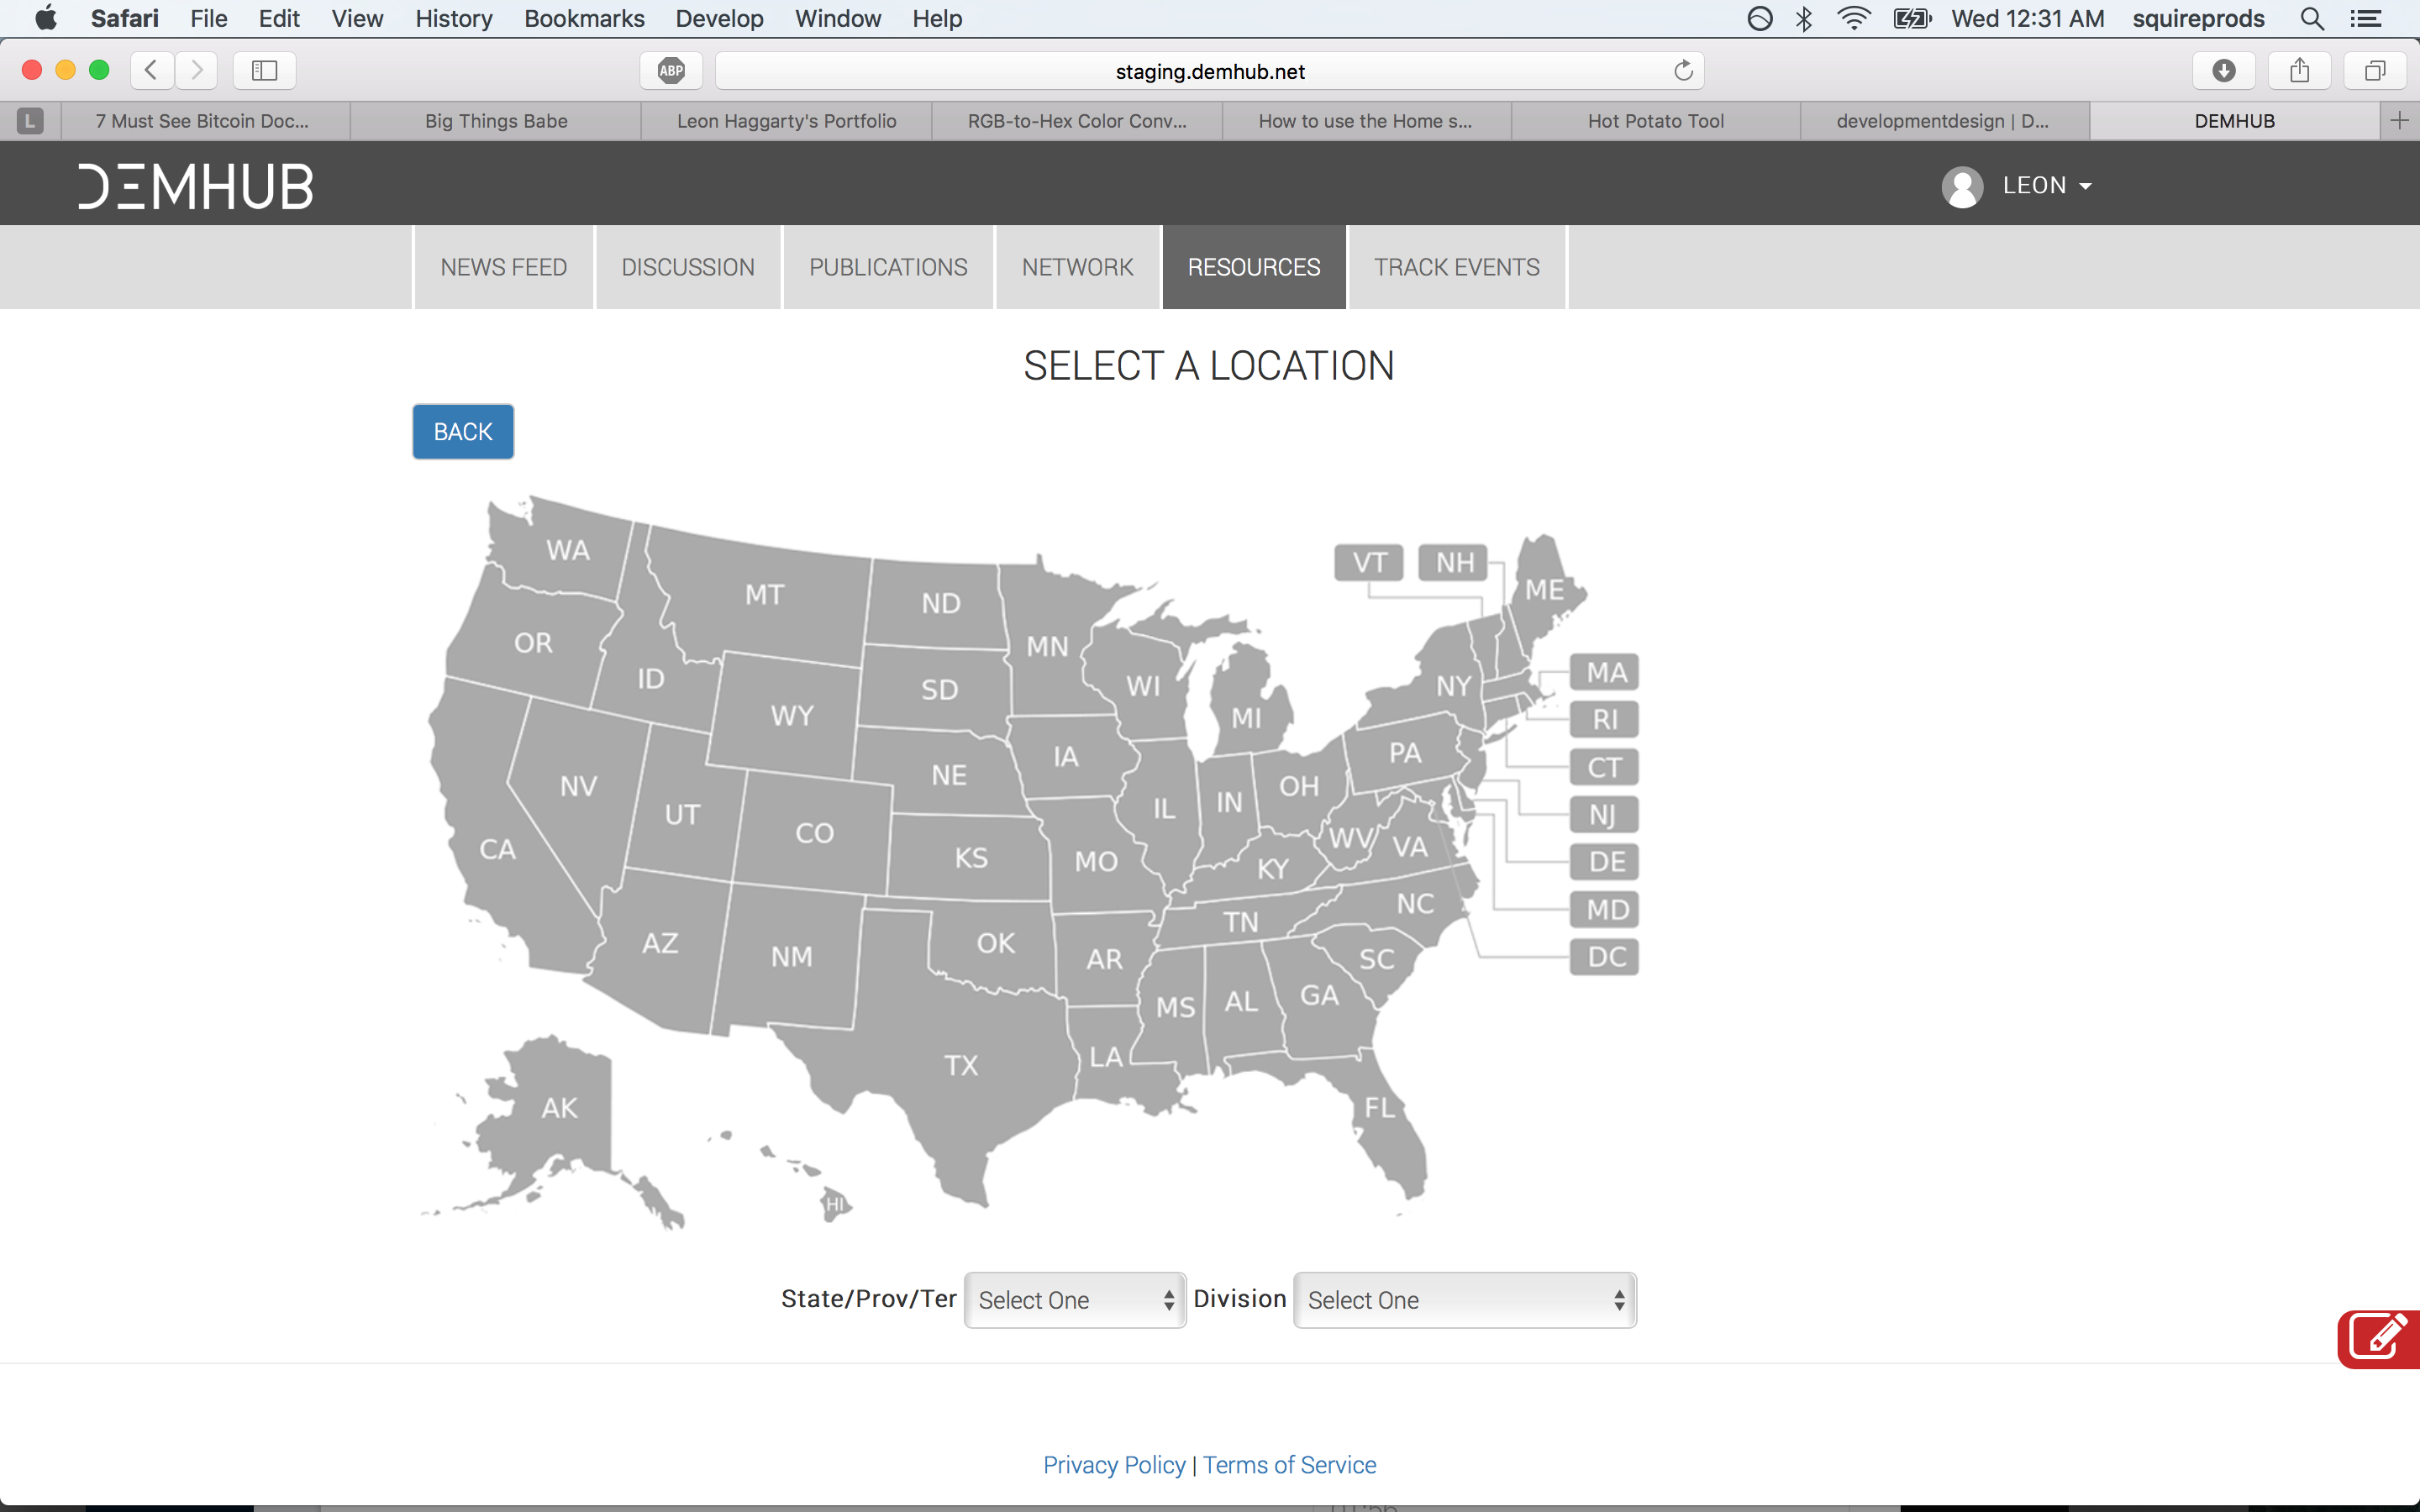 Safari File Edit View History Bookmarks Develop Window Help Wed 12:31 AM squireprods
ABP staging.demhub.net
L 7 Must See Bitcoin Doc... Big Things Babe Leon Haggarty's Portfolio RGB-to-Hex Color Conv... How to use the Home s... Hot Potato Tool developmentdesign | D... DEMHUB
DEMHUB LEON
NEWS FEED DISCUSSION PUBLICATIONS NETWORK RESOURCES TRACK EVENTS
SELECT A LOCATION
BACK
WA
VT NH
MT
ME
ND
OR
MN
MA
ID
WI
NY
SD
WY
MI
RI
PA
IA
CT
NE
NV
OH
IN
IL
UT
NJ
CO
WV
VA
CA
KS
MO
DE
KY
NC
MD
TN
AZ
OK
NM
AR
SC
DC
GA
AL
MS
LA
TX
AK
FL
HI
State/Prov/Ter Select One Division Select One
Privacy Policy | Terms of Service